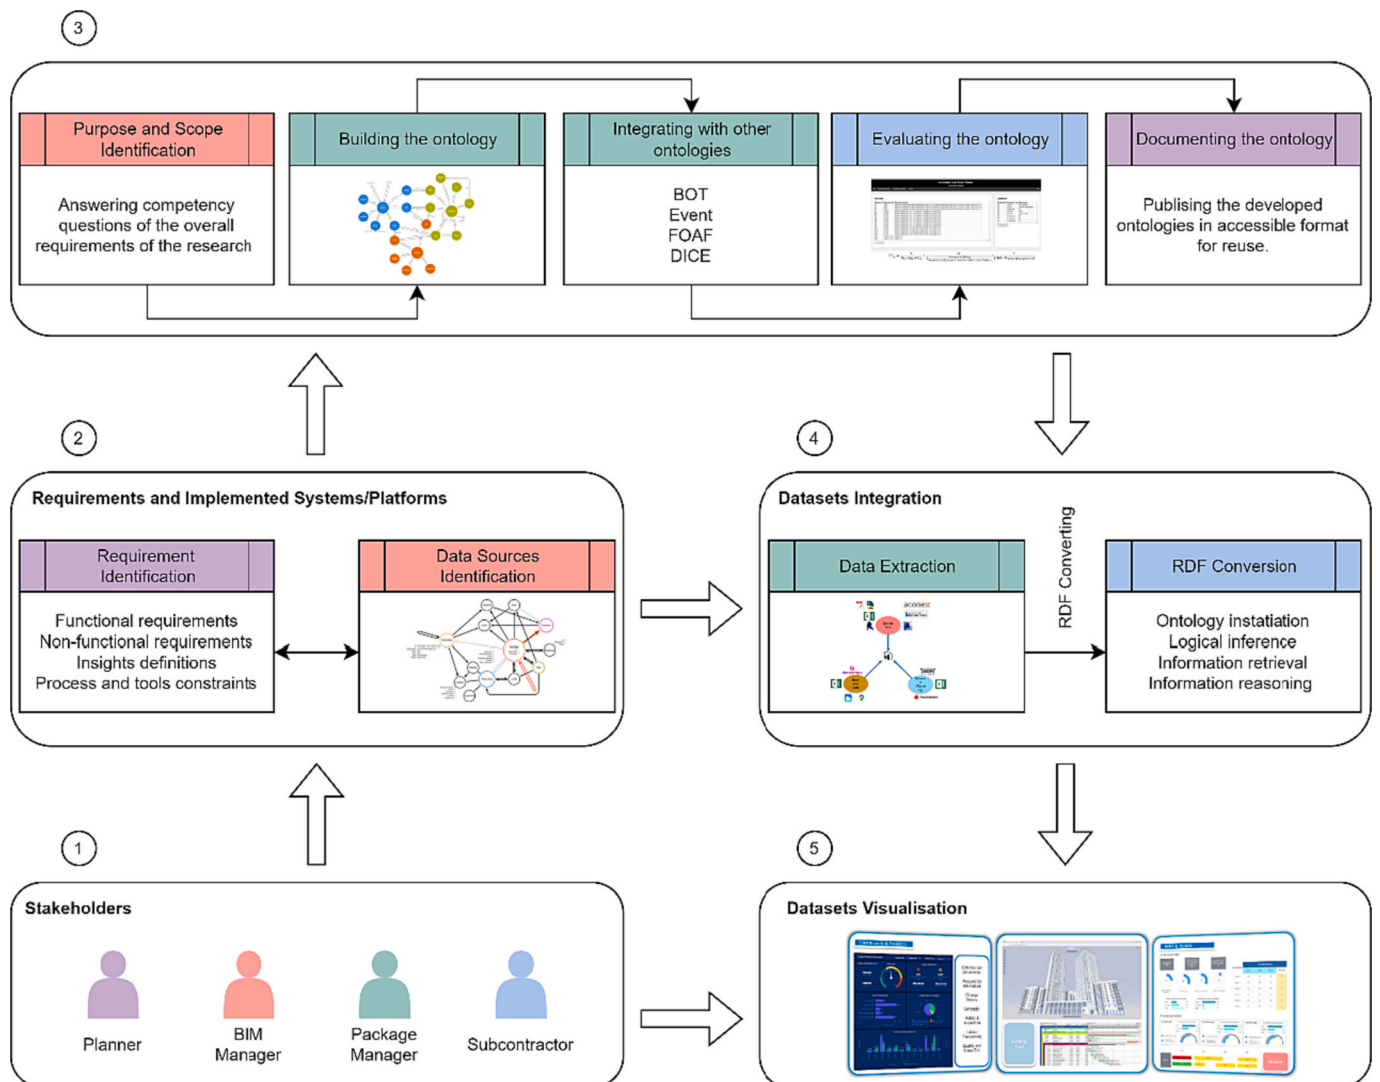 3
Purpose and Scope
Identification
Answering competency
questions of the overall
requirements of the research
Building the ontology
Integrating with other
ontologies
BOT
Event
FOAF
DICE
Evaluating the ontology
Documenting the ontology
Publising the developed
ontologies in accessible format
for reuse.
2
Requirements and Implemented Systems/Platforms
Requirement
Identification
Functional requirements
Non-functional requirements
Insights definitions
Process and tools constraints
Data Sources
Identification
4
Datasets Integration
Data Extraction
aconex
RDF Converting
RDF Conversion
Ontology instatiation
Logical inference
Information retrieval
Information reasoning
1
Stakeholders
Planner
BIM
Manager
Package
Manager
Subcontractor
5
Datasets Visualisation